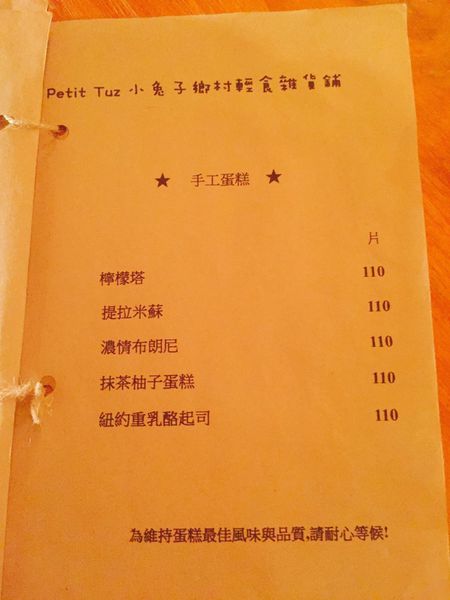 Petit Tuz 小兔子鄉村輕食雜貨鋪
★ 手工蛋糕 ★
片
檸檬塔 110
提拉米蘇 110
濃情布朗尼 110
抹茶柚子蛋糕 110
紐約重乳酪起司 110
為維持蛋糕最佳風味與品質,請耐心等候!